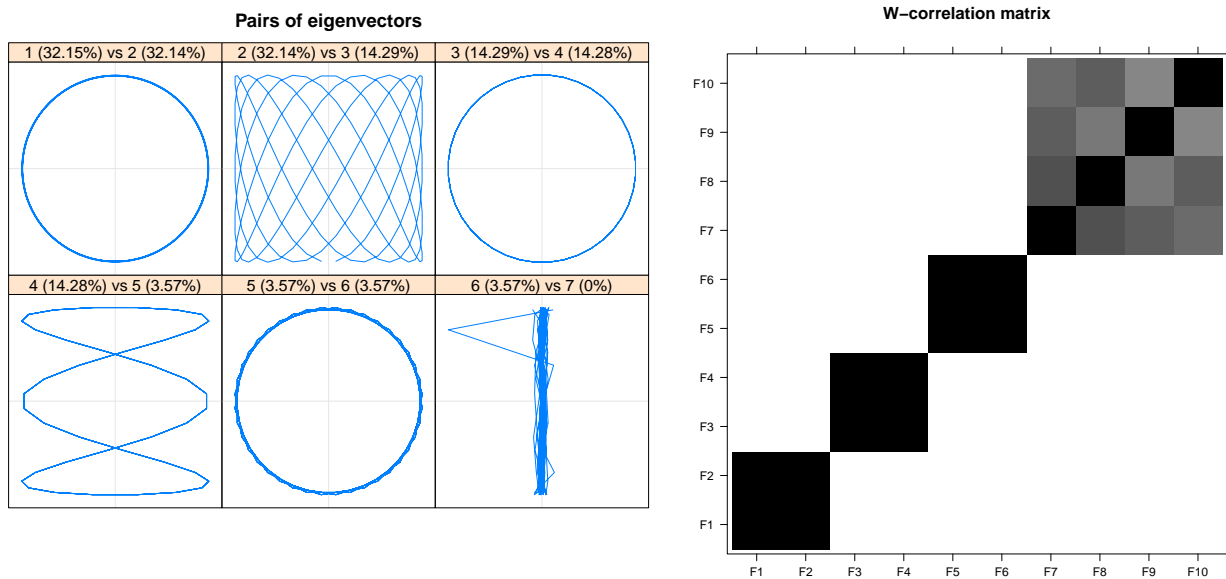 Pairs of eigenvectors
1 (32.15%) vs 2 (32.14%)
2 (32.14%) vs 3 (14.29%)
3 (14.29%) vs 4 (14.28%)
4 (14.28%) vs 5 (3.57%)
5 (3.57%) vs 6 (3.57%)
6 (3.57%) vs 7 (0%)
W−correlation matrix
F10
F9
F8
F7
F6
F5
F4
F3
F2
F1
F1 F2 F3 F4 F5 F6 F7 F8 F9 F10